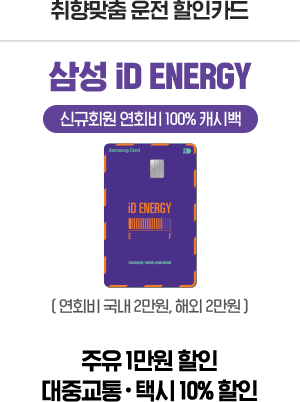 취향맞춤 운전 할인카드
삼성 iD ENERGY
신규회원 연회비 100% 캐시백
Samsung Card
iD
iD ENERGY
E F
( 연회비 국내 2만원, 해외 2만원 )
주유 1만원 할인
대중교통 • 택시 10% 할인